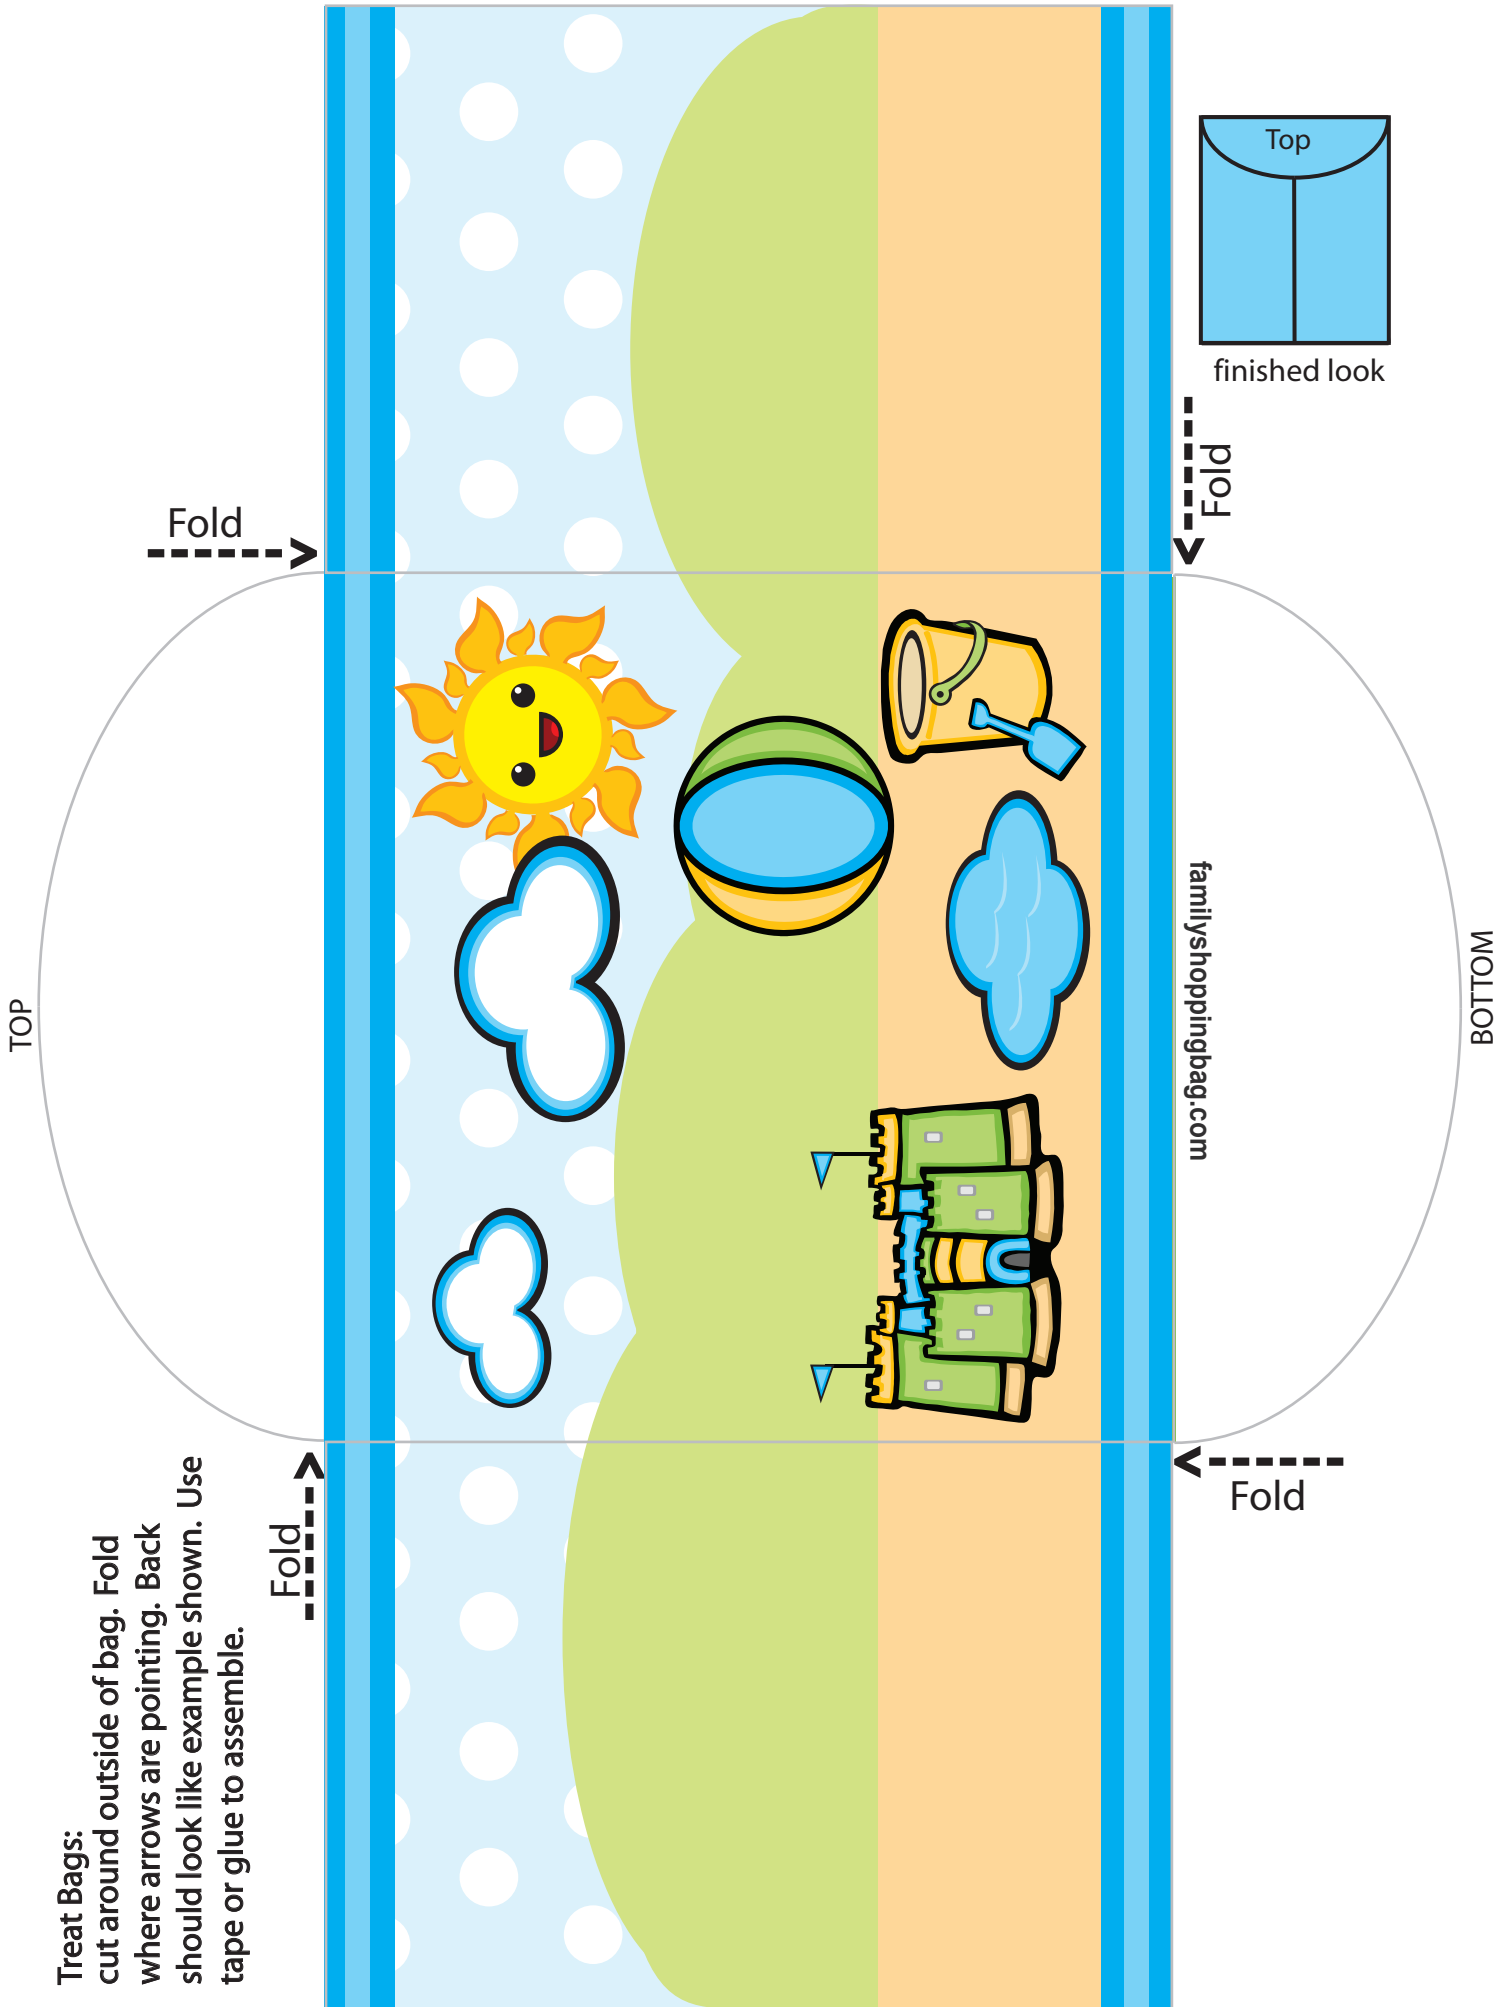 Treat Bags:
cut around outside of bag. Fold
where arrows are pointing. Back
should look like example shown. Use
tape or glue to assemble.
Fold
Fold
TOP
familyshoppingbag.com
BOTTOM
Fold
Fold
Top
finished look